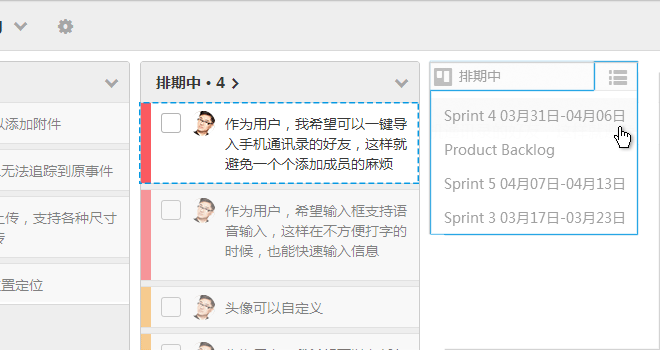 以添加附件
无法追踪到原事件
上传，支持各种尺寸
置定位
排期中 · 4
作为用户，我希望可以一键导
入手机通讯录的好友，这样就
避免一个个添加成员的麻烦
作为用户，希望输入框支持语
音输入，这样在不方便打字的
时候，也能快速输入信息
头像可以自定义
排期中
Sprint 4 03月31日-04月06日
Product Backlog
Sprint 5 04月07日-04月13日
Sprint 3 03月17日-03月23日